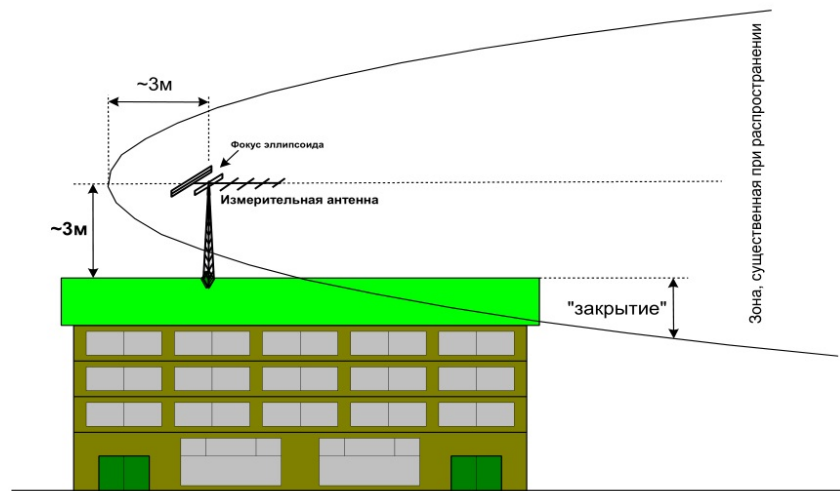 ~3м
Фокус эллипсоида
Измерительная антенна
~3м
"закрытие"
Зона, существенная при распространении